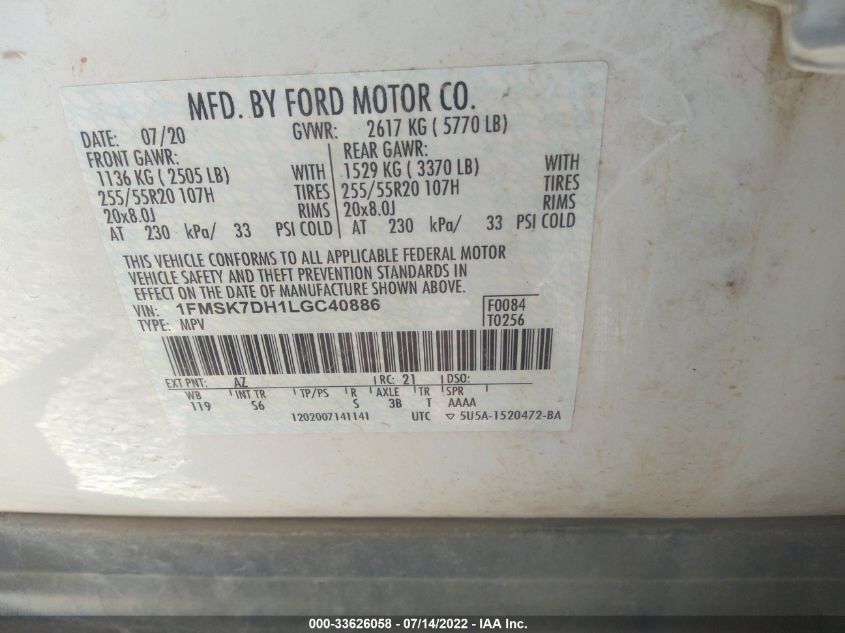 MFD. BY FORD MOTOR CO.
DATE: 07/20 GVWR: 2617 KG ( 5770 LB)
FRONT GAWR: REAR GAWR:
1136 KG ( 2505 LB) WITH 1529 KG ( 3370 LB) WITH
255/55R20 107H TIRES 255/55R20 107H TIRES
20x8.0J RIMS 20x8.0J RIMS
AT 230 kPa/ 33 PSI COLD AT 230 kPa/ 33 PSI COLD
THIS VEHICLE CONFORMS TO ALL APPLICABLE FEDERAL MOTOR
VEHICLE SAFETY AND THEFT PREVENTION STANDARDS IN
EFFECT ON THE DATE OF MANUFACTURE SHOWN ABOVE.
VIN: 1FMSK7DH1LGC40886 F0084
TYPE: MPV T0256
EXT PNT: AZ RC: 21 DSO:
WB INT TR TP/PS R AXLE TR SPR
119 S6 S 3B T AAAA
1202007141141 UTC ▽ 5U5A-1520472-BA
000-33626058 - 07/14/2022 - IAA Inc.